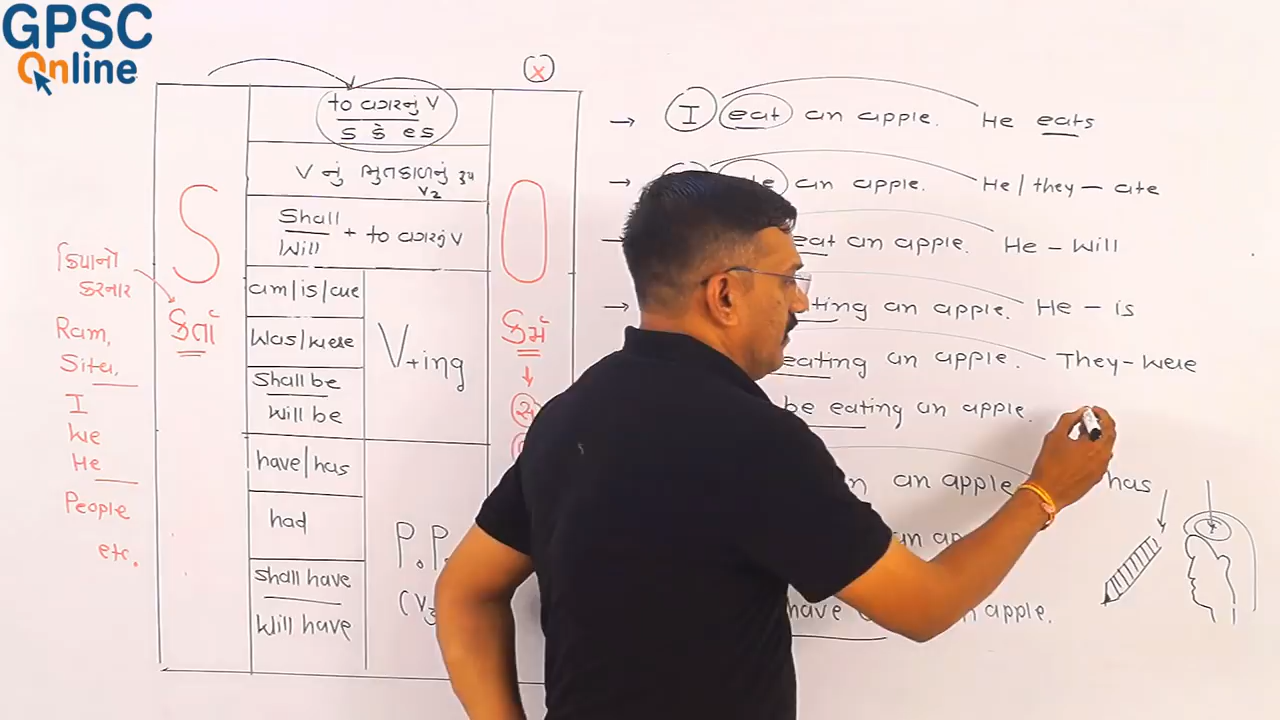 GPSC
Online
x
to વગરનું V
s કે es
V નું ભુતકાળનું રૂપ
V2
Shall
Will
+ to વગરનું V
S
O
ક્રિયાનો
કરનાર
કર્તા
Ram,
Sita,
I
We
He
People
etc.
am/is/are
Was/were
Shall be
Will be
V+ing
have/has
had
shall have
Will have
P.P.
(V3
કર્મ
→ I eat an apple. He eats
→ an apple. He/they – ate
eat an apple. He – Will
→ eating an apple. He – is
eating an apple. They – were
be eating an apple.
an apple has
have an apple.